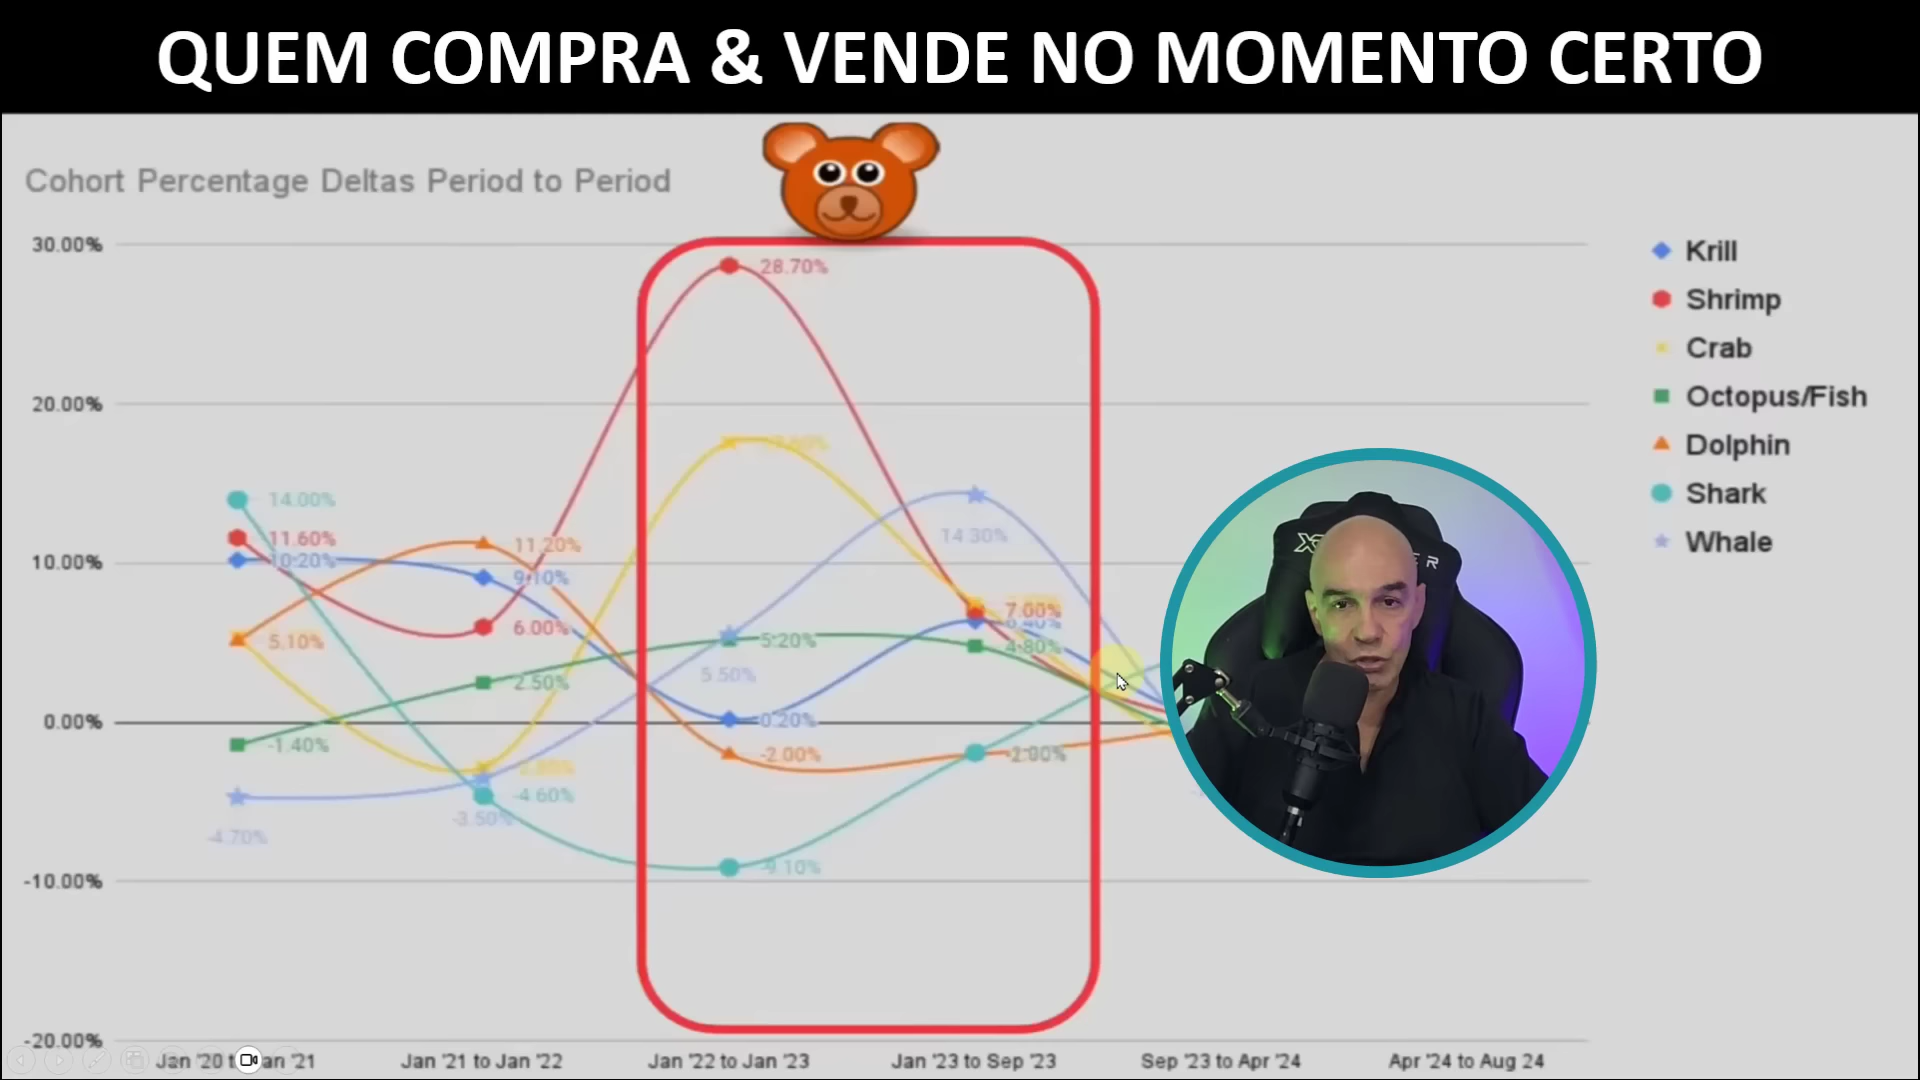 QUEM COMPRA & VENDE NO MOMENTO CERTO
Cohort Percentage Deltas Period to Period
30.00%
20.00%
10.00%
0.00%
-10.00%
-20.00%
28.70%
14.00%
11.60%
10.20%
5.10%
-1.40%
-4.70%
11.20%
9.10%
6.00%
2.50%
-4.60%
-3.50%
5.20%
5.50%
0.20%
-2.00%
-9.10%
14.30%
7.00%
6.40%
4.80%
-2.00%
Krill
Shrimp
Crab
Octopus/Fish
Dolphin
Shark
Whale
Jan '21 to Jan '22
Jan '22 to Jan '23
Jan '23 to Sep '23
Sep '23 to Apr '24
Apr '24 to Aug '24